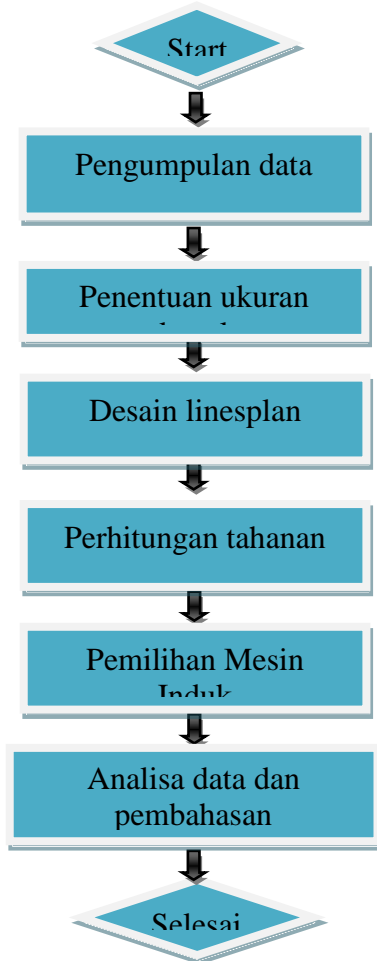 Start
Pengumpulan data
Penentuan ukuran
Desain linesplan
Perhitungan tahanan
Pemilihan Mesin
Induk
Analisa data dan
pembahasan
Selesai